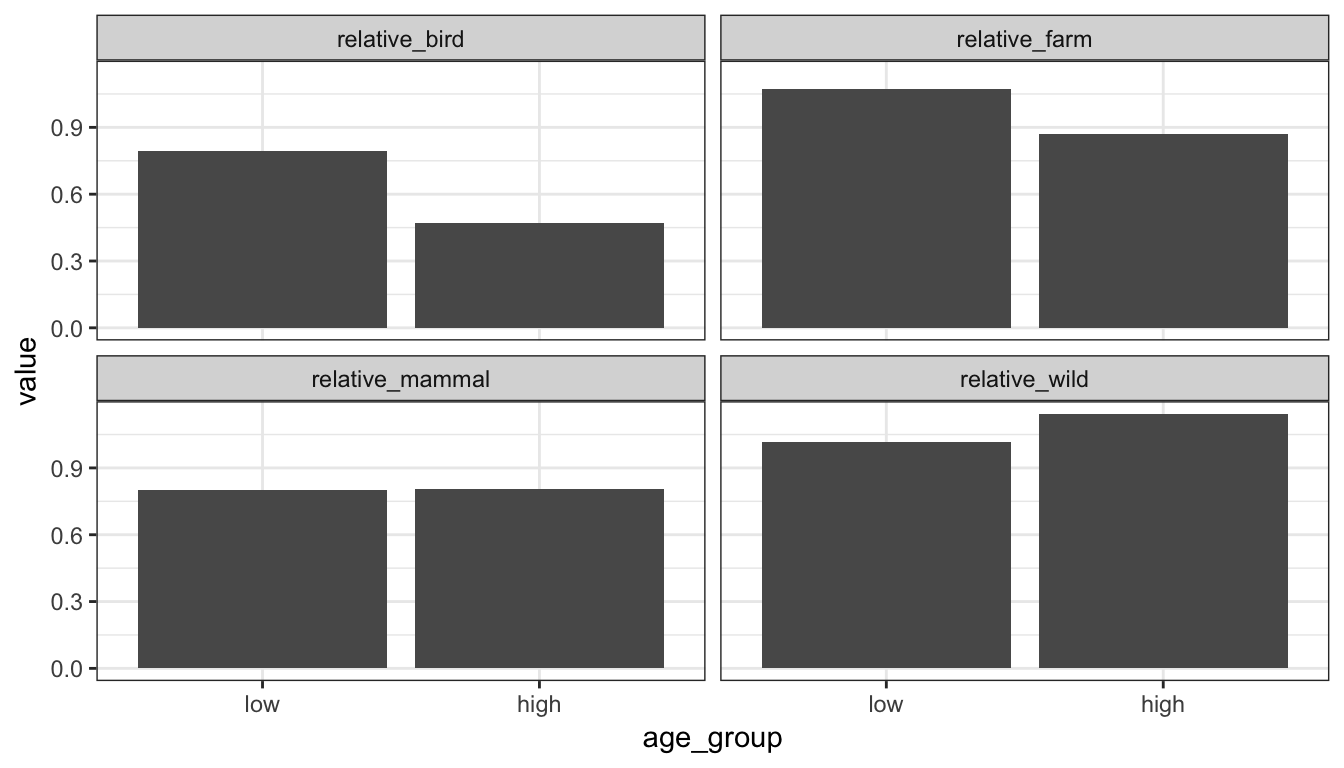 relative_bird
relative_farm
0.9
0.6
0.3
0.0
relative_mammal
relative_wild
0.9
0.6
0.3
0.0
value
low
high
low
high
age_group